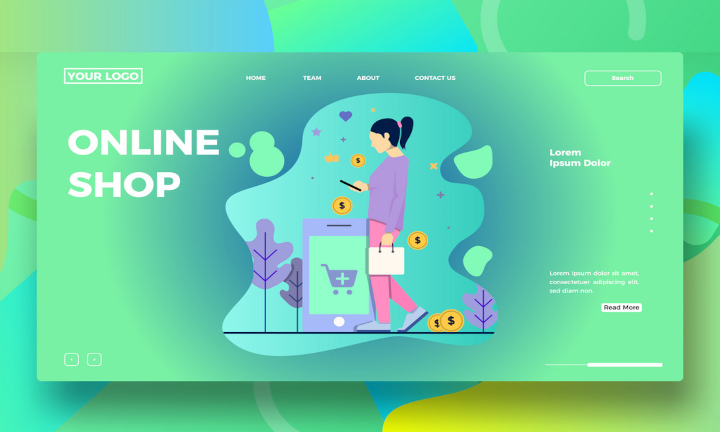 YOUR LOGO
HOME TEAM ABOUT CONTACT US
Search
ONLINE
SHOP
Lorem
Ipsum Dolor
$
$
$
$
$
Lorem ipsum dolor sit amet,
consectetuer adipiscing elit,
sed diem non.
Read More